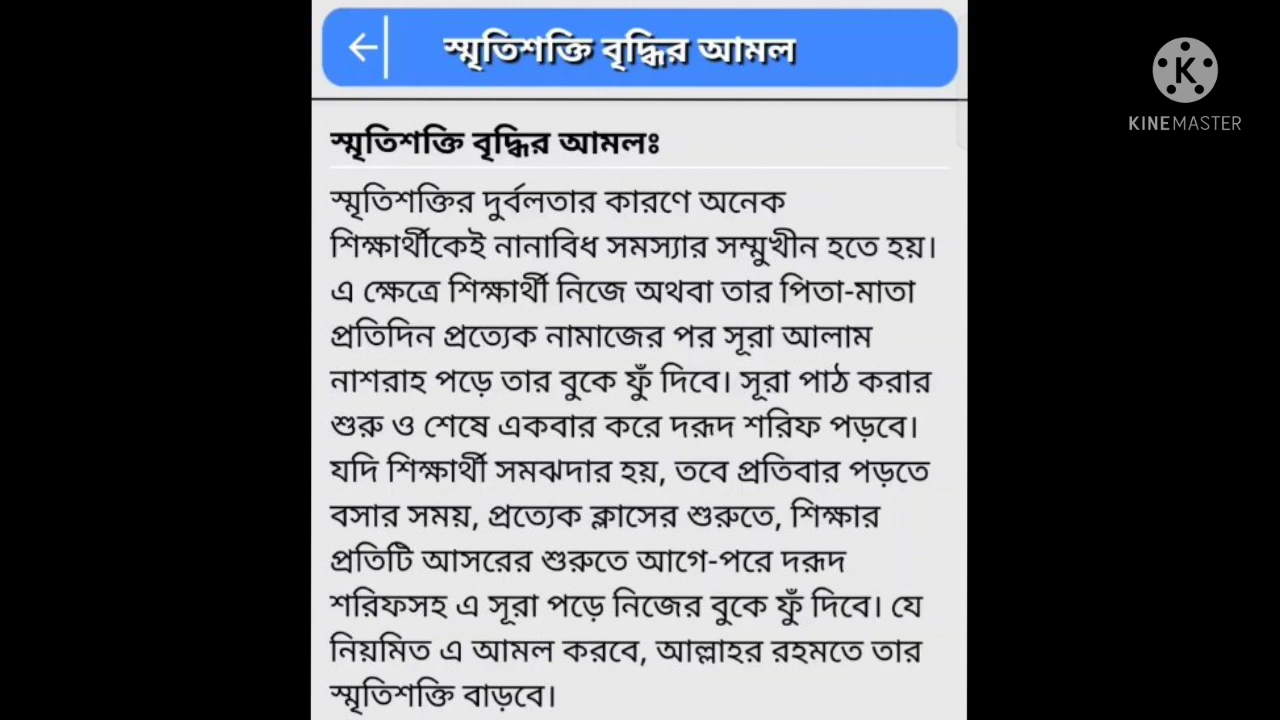 স্মৃতিশক্তি বৃদ্ধির আমল
KINEMASTER
স্মৃতিশক্তি বৃদ্ধির আমলঃ
স্মৃতিশক্তির দুর্বলতার কারণে অনেক
শিক্ষার্থীকেই নানাবিধ সমস্যার সম্মুখীন হতে হয়।
এ ক্ষেত্রে শিক্ষার্থী নিজে অথবা তার পিতা-মাতা
প্রতিদিন প্রত্যেক নামাজের পর সূরা আলাম
নাশরাহ পড়ে তার বুকে ফুঁ দিবে। সূরা পাঠ করার
শুরু ও শেষে একবার করে দরূদ শরিফ পড়বে।
যদি শিক্ষার্থী সমঝদার হয়, তবে প্রতিবার পড়তে
বসার সময়, প্রত্যেক ক্লাসের শুরুতে, শিক্ষার
প্রতিটি আসরের শুরুতে আগে-পরে দরূদ
শরিফসহ এ সূরা পড়ে নিজের বুকে ফুঁ দিবে। যে
নিয়মিত এ আমল করবে, আল্লাহর রহমতে তার
স্মৃতিশক্তি বাড়বে।